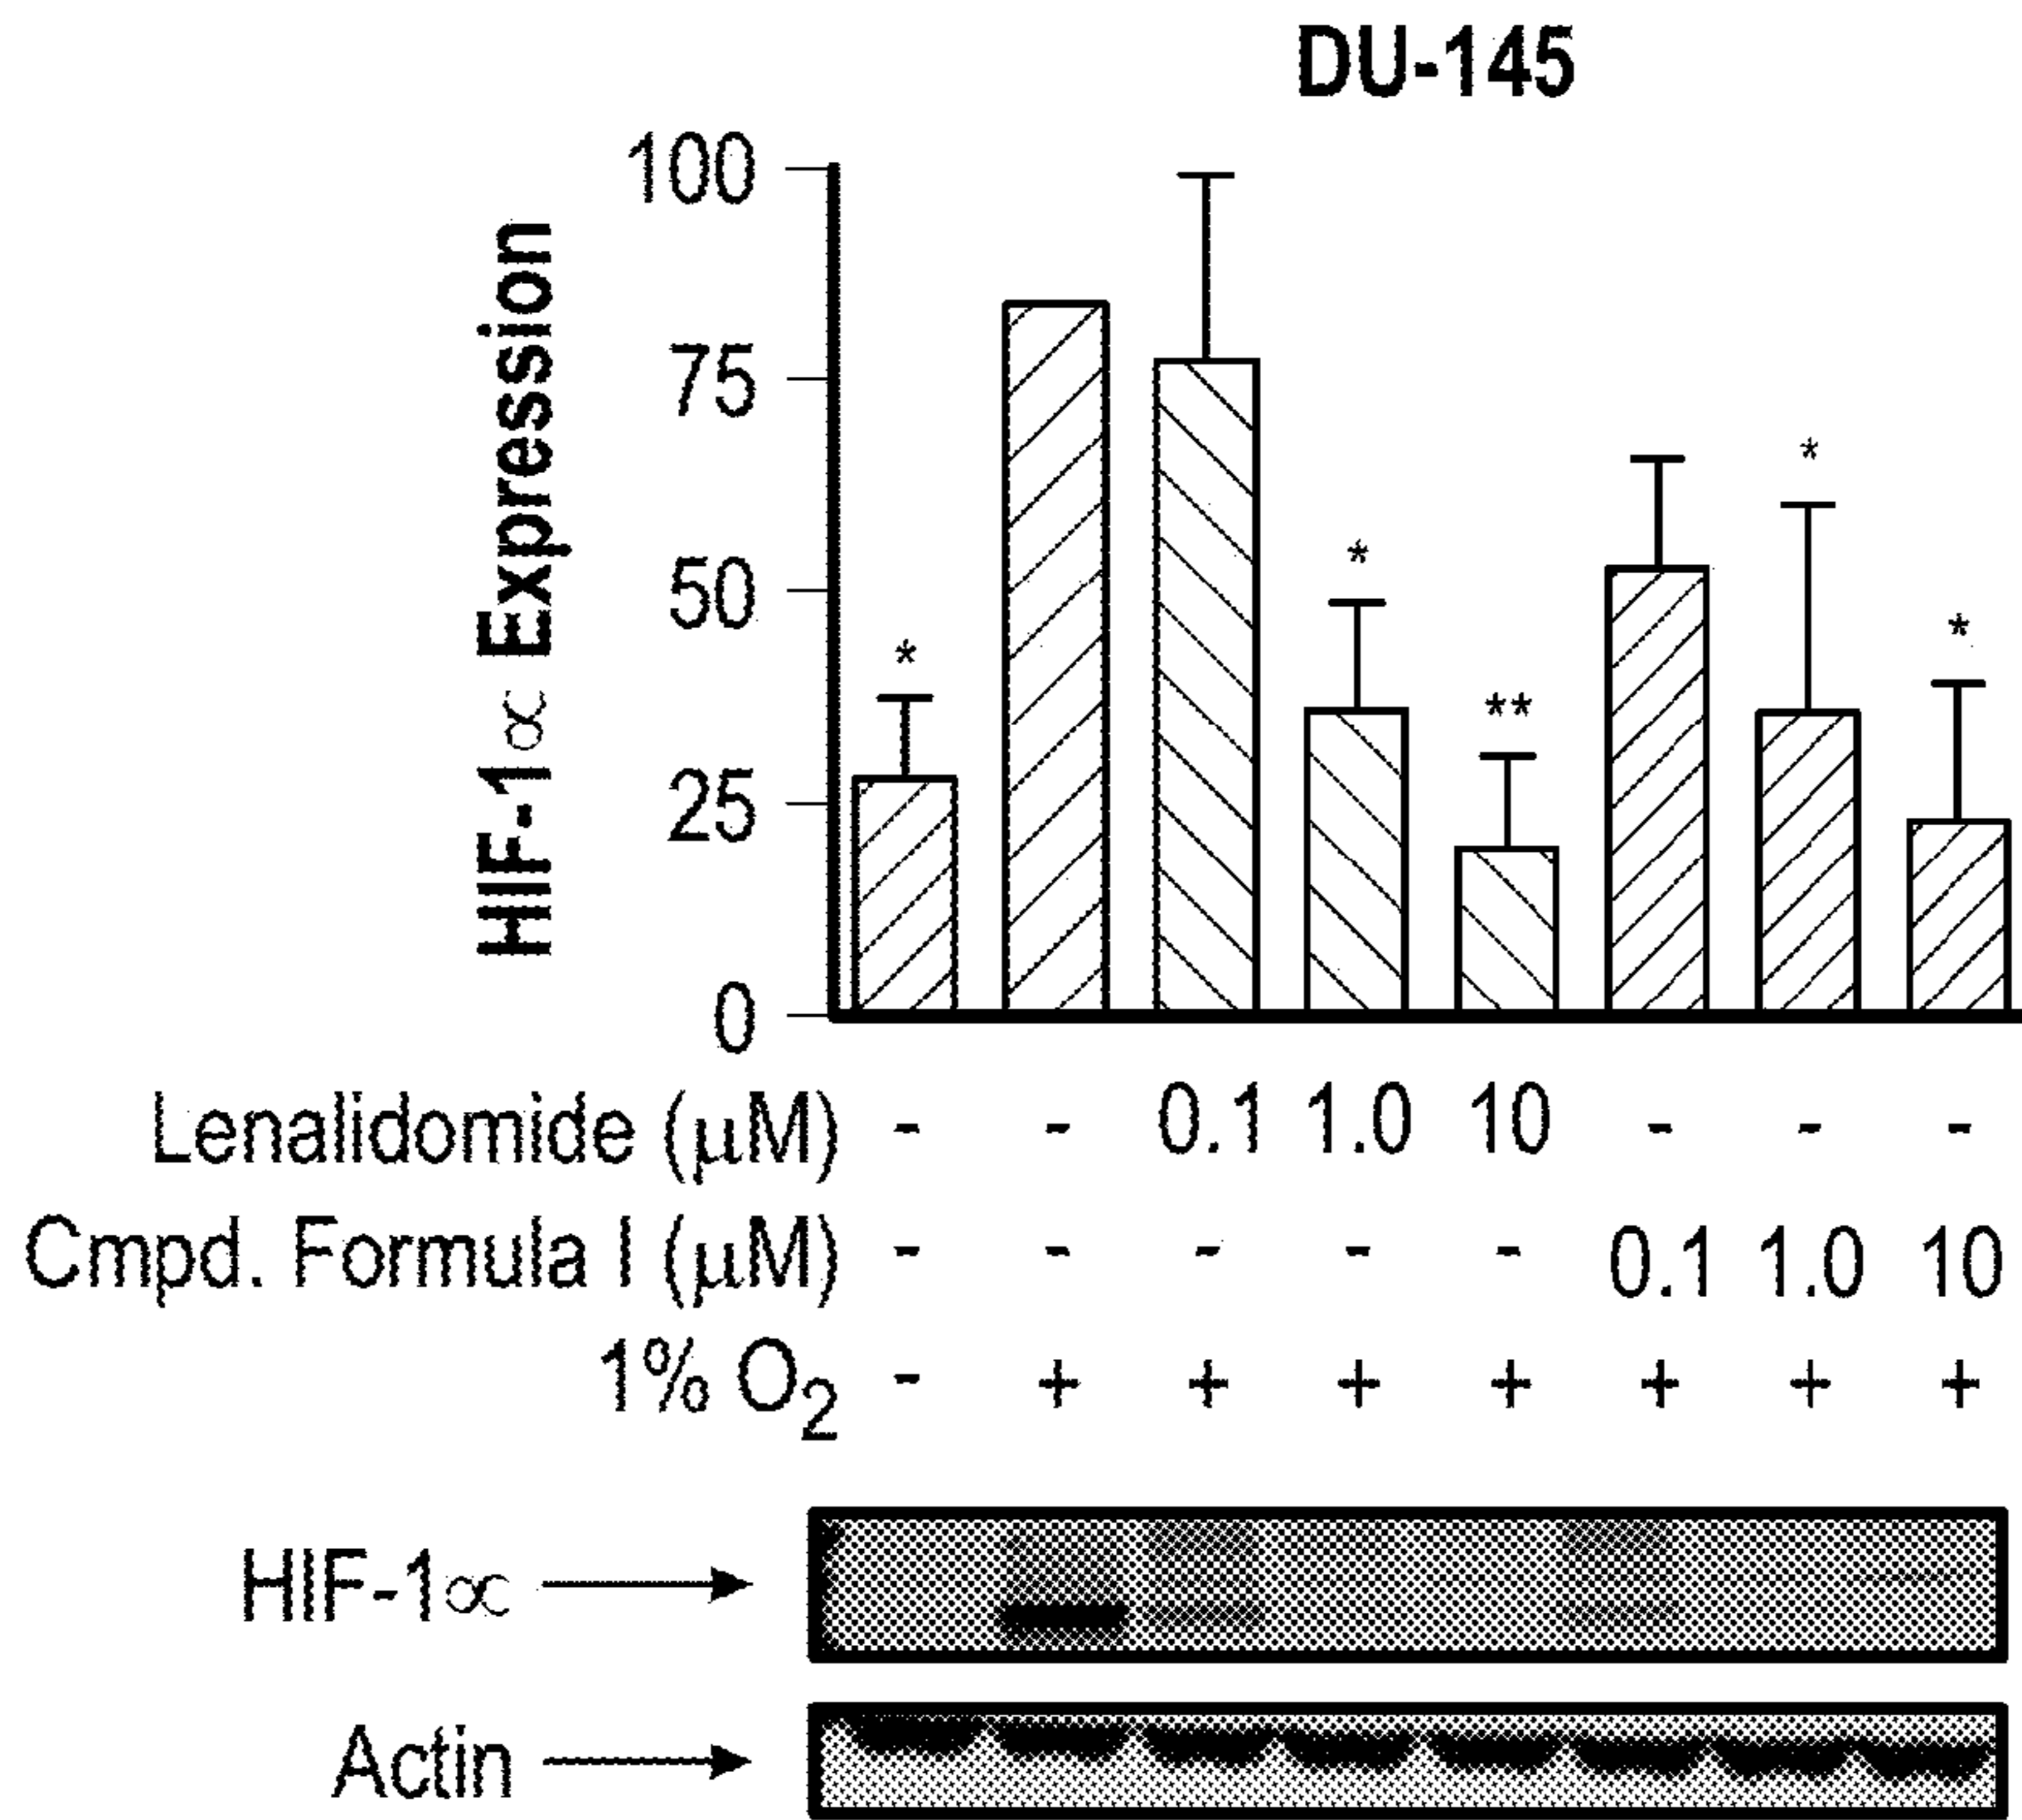 DU-145
HIF-1∝ Expression
100
75
50
25
0
*
*
**
*
*
Lenalidomide (μM) - - 0.1 1.0 10 - - -
Cmpd. Formula I (μM) - - - - - 0.1 1.0 10
1% O₂ - + + + + + + +
HIF-1∝
Actin